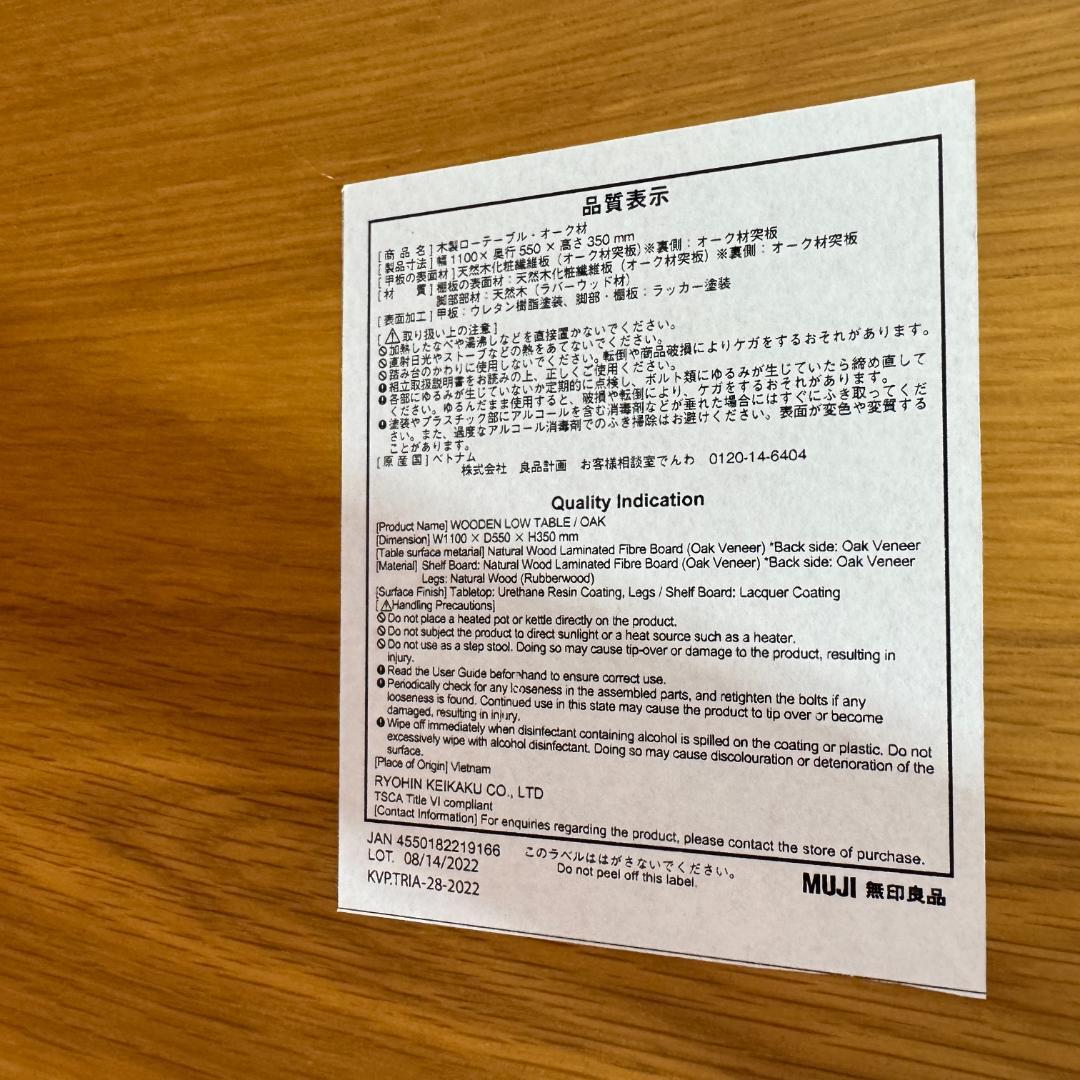 品質表示
[商品名] 木製ローテーブル・オーク材
[製品寸法] 幅1100× 奥行550 × 高さ350 mm
[甲板の表面材] 天然木化粧繊維板（オーク材突板）※裏側：オーク材突板
[材質] 棚板の表面材：天然木化粧繊維板（オーク材突板）※裏側：オーク材突板
脚部部材：天然木（ラバーウッド材）
[表面加工] 甲板：ウレタン樹脂塗装、脚部・棚板：ラッカー塗装
[⚠取り扱い上の注意]
加熱したなべや湯沸しなどを直接置かないでください。
直射日光やストーブなどの熱をあてないでください。
踏み台のかわりに使用しないでください。転倒や商品破損によりケガをするおそれがあります。
組立取扱説明書をお読みの上、正しくご使用ください。
各部にゆるみが生じていないか定期的に点検し、ボルト類にゆるみが生じていたら締め直して
ください。ゆるんだまま使用すると、破損や転倒により、ケガをするおそれがあります。
塗装やプラスチック部にアルコールを含む消毒剤などが垂れた場合にはすぐにふき取ってくだ
さい。また、過度なアルコール消毒剤でのふき掃除はお避けください。表面が変色や変質する
ことがあります。
[原産国] ベトナム
株式会社 良品計画 お客様相談室でんわ 0120-14-6404
Quality Indication
[Product Name] WOODEN LOW TABLE / OAK
[Dimension] W1100 × D550 × H350 mm
[Table surface metarial] Natural Wood Laminated Fibre Board (Oak Veneer) *Back side: Oak Veneer
[Material] Shelf Board: Natural Wood Laminated Fibre Board (Oak Veneer) *Back side: Oak Veneer
Legs: Natural Wood (Rubberwood)
[Surface Finish] Tabletop: Urethane Resin Coating, Legs / Shelf Board: Lacquer Coating
[⚠Handling Precautions]
Do not place a heated pot or kettle directly on the product.
Do not subject the product to direct sunlight or a heat source such as a heater.
Do not use as a step stool. Doing so may cause tip-over or damage to the product, resulting in
injury.
Read the User Guide beforehand to ensure correct use.
Periodically check for any looseness in the assembled parts, and retighten the bolts if any
looseness is found. Continued use in this state may cause the product to tip over or become
damaged, resulting in injury.
Wipe off immediately when disinfectant containing alcohol is spilled on the coating or plastic. Do not
excessively wipe with alcohol disinfectant. Doing so may cause discolouration or deterioration of the
surface.
[Place of Origin] Vietnam
RYOHIN KEIKAKU CO., LTD
TSCA Title VI compliant
[Contact Information] For enquiries regarding the product, please contact the store of purchase.
JAN 4550182219166
LOT. 08/14/2022
KVP.TRIA-28-2022
このラベルははがさないでください。
Do not peel off this label.
MUJI 無印良品